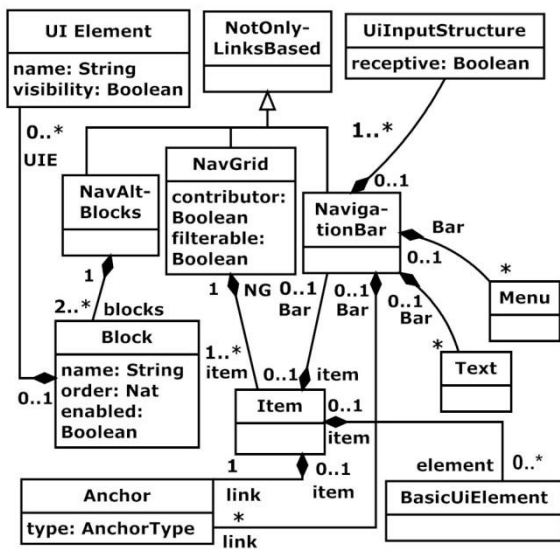 UI Element
name: String
visibility: Boolean
NotOnly-
LinksBased
UiInputStructure
receptive: Boolean
0..*
UIE
1..*
0..1
NavAlt-
Blocks
NavGrid
contributor:
Boolean
filterable:
Boolean
Naviga-
tionBar
Bar
0..1
*
Menu
1
2..*
blocks
1
NG
0..1
Bar
0..1
Bar
0..1
Bar
*
Text
Block
name: String
order: Nat
enabled:
Boolean
0..1
1..*
item
0..1
item
Item
0..1
item
element
0..*
BasicUiElement
1
link
0..1
item
Anchor
type: AnchorType
*
link